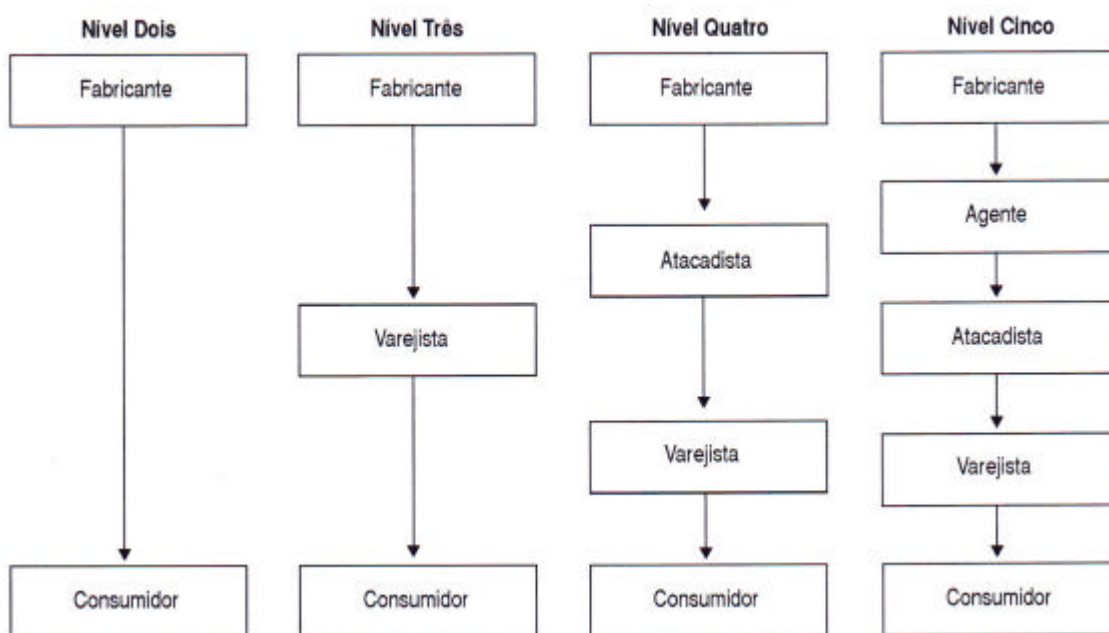 Nível Dois
Fabricante
Consumidor
Nível Três
Fabricante
Varejista
Consumidor
Nível Quatro
Fabricante
Atacadista
Varejista
Consumidor
Nível Cinco
Fabricante
Agente
Atacadista
Varejista
Consumidor